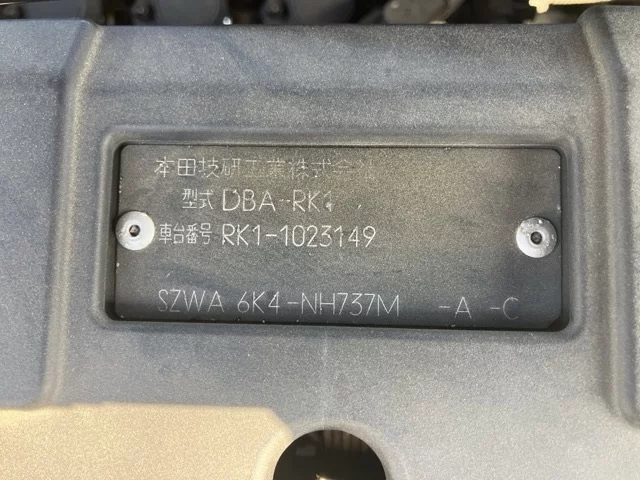 本田技研工業株式会社
型式 DBA-RK1
車台番号 RK1-1023149
SZWA 6K4-NH737M -A -C